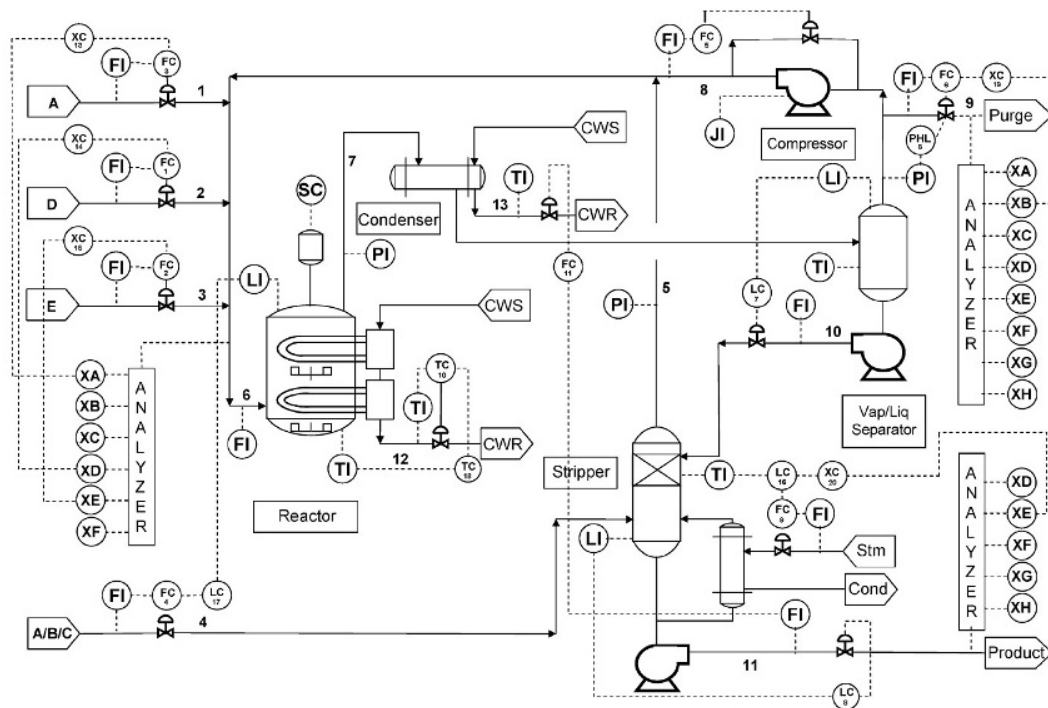 XC
13
FI
FC
3
A
1
XC
14
FI
FC
1
D
2
XC
15
FI
FC
2
E
3
LI
XA
XB
XC
XD
XE
XF
ANALYZER
6
FI
SC
7
Condenser
PI
CWS
TI
13
CWR
FC
11
CWS
TC
10
TI
CWR
12
TI
TC
18
Reactor
FI
FC
5
8
JI
Compressor
FI
FC
6
XC
19
9
Purge
PHL
6
PI
LI
TI
LC
7
FI
10
PI
5
Vap/Liq
Separator
ANALYZER
XA
XB
XC
XD
XE
XF
XG
XH
Stripper
TI
LC
16
XC
20
FC
9
FI
Stm
LI
Cond
FI
11
LC
8
ANALYZER
XD
XE
XF
XG
XH
Product
FI
FC
4
LC
17
A/B/C
4